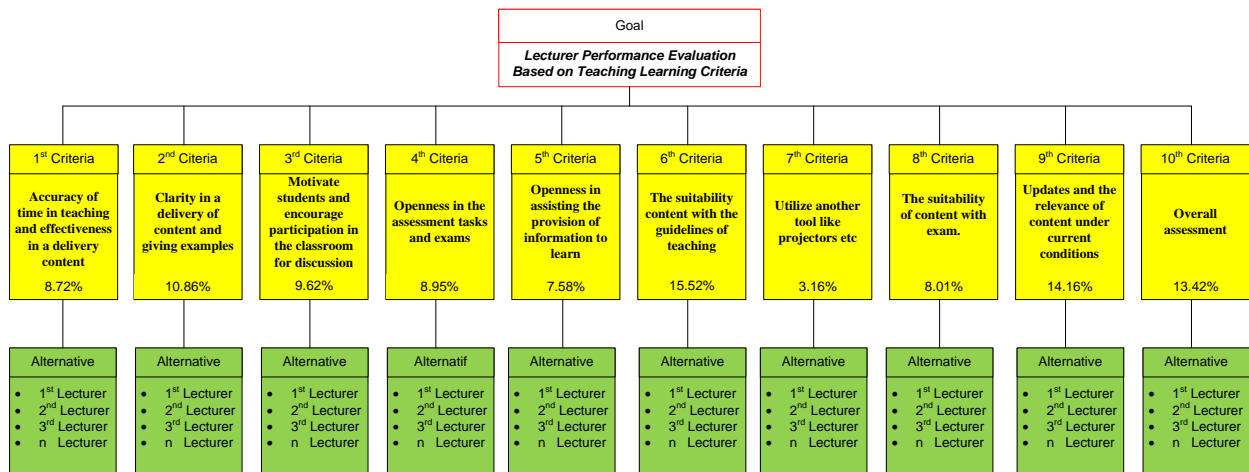 Goal
Lecturer Performance Evaluation
Based on Teaching Learning Criteria
1st Criteria
Accuracy of
time in teaching
and effectiveness
in a delivery
content
8.72%
2nd Citeria
Clarity in a
delivery of
content and
giving examples
10.86%
3rd Citeria
Motivate
students and
encourage
participation in
the classroom
for discussion
9.62%
4th Citeria
Openness in the
assessment tasks
and exams
8.95%
5th Criteria
Openness in
assisting the
provision of
information to
learn
7.58%
6th Criteria
The suitability
content with the
guidelines of
teaching
15.52%
7th Criteria
Utilize another
tool like
projectors etc
3.16%
8th Criteria
The suitability
of content with
exam.
8.01%
9th Criteria
Updates and the
relevance of
content under
current
conditions
14.16%
10th Criteria
Overall
assessment
13.42%
Alternative
• 1st Lecturer
• 2nd Lecturer
• 3rd Lecturer
• n Lecturer
Alternative
• 1st Lecturer
• 2nd Lecturer
• 3rd Lecturer
• n Lecturer
Alternative
• 1st Lecturer
• 2nd Lecturer
• 3rd Lecturer
• n Lecturer
Alternatif
• 1st Lecturer
• 2nd Lecturer
• 3rd Lecturer
• n Lecturer
Alternative
• 1st Lecturer
• 2nd Lecturer
• 3rd Lecturer
• n Lecturer
Alternative
• 1st Lecturer
• 2nd Lecturer
• 3rd Lecturer
• n Lecturer
Alternative
• 1st Lecturer
• 2nd Lecturer
• 3rd Lecturer
• n Lecturer
Alternative
• 1st Lecturer
• 2nd Lecturer
• 3rd Lecturer
• n Lecturer
Alternative
• 1st Lecturer
• 2nd Lecturer
• 3rd Lecturer
• n Lecturer
Alternative
• 1st Lecturer
• 2nd Lecturer
• 3rd Lecturer
• n Lecturer